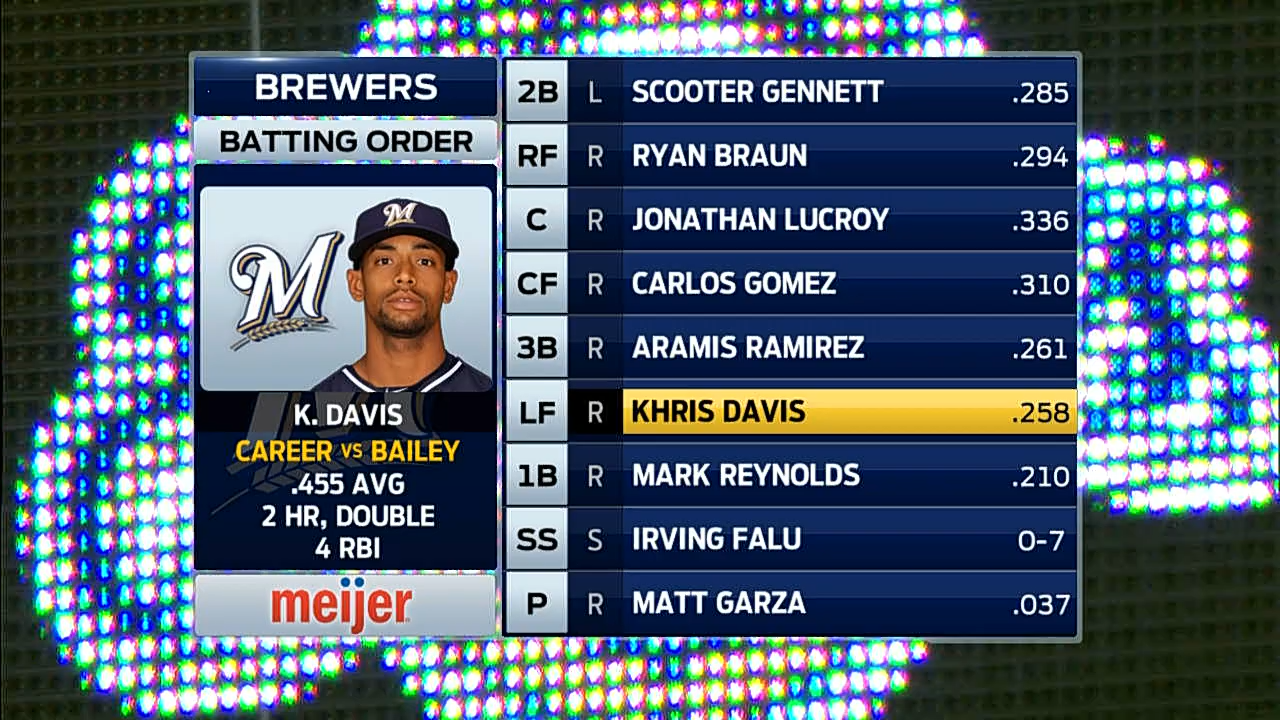 BREWERS
BATTING ORDER
M
M
K. DAVIS
CAREER vs BAILEY
.455 AVG
2 HR, DOUBLE
4 RBI
meijer
2B L SCOOTER GENNETT .285
RF R RYAN BRAUN .294
C R JONATHAN LUCROY .336
CF R CARLOS GOMEZ .310
3B R ARAMIS RAMIREZ .261
LF R KHRIS DAVIS .258
1B R MARK REYNOLDS .210
SS S IRVING FALU 0-7
P R MATT GARZA .037